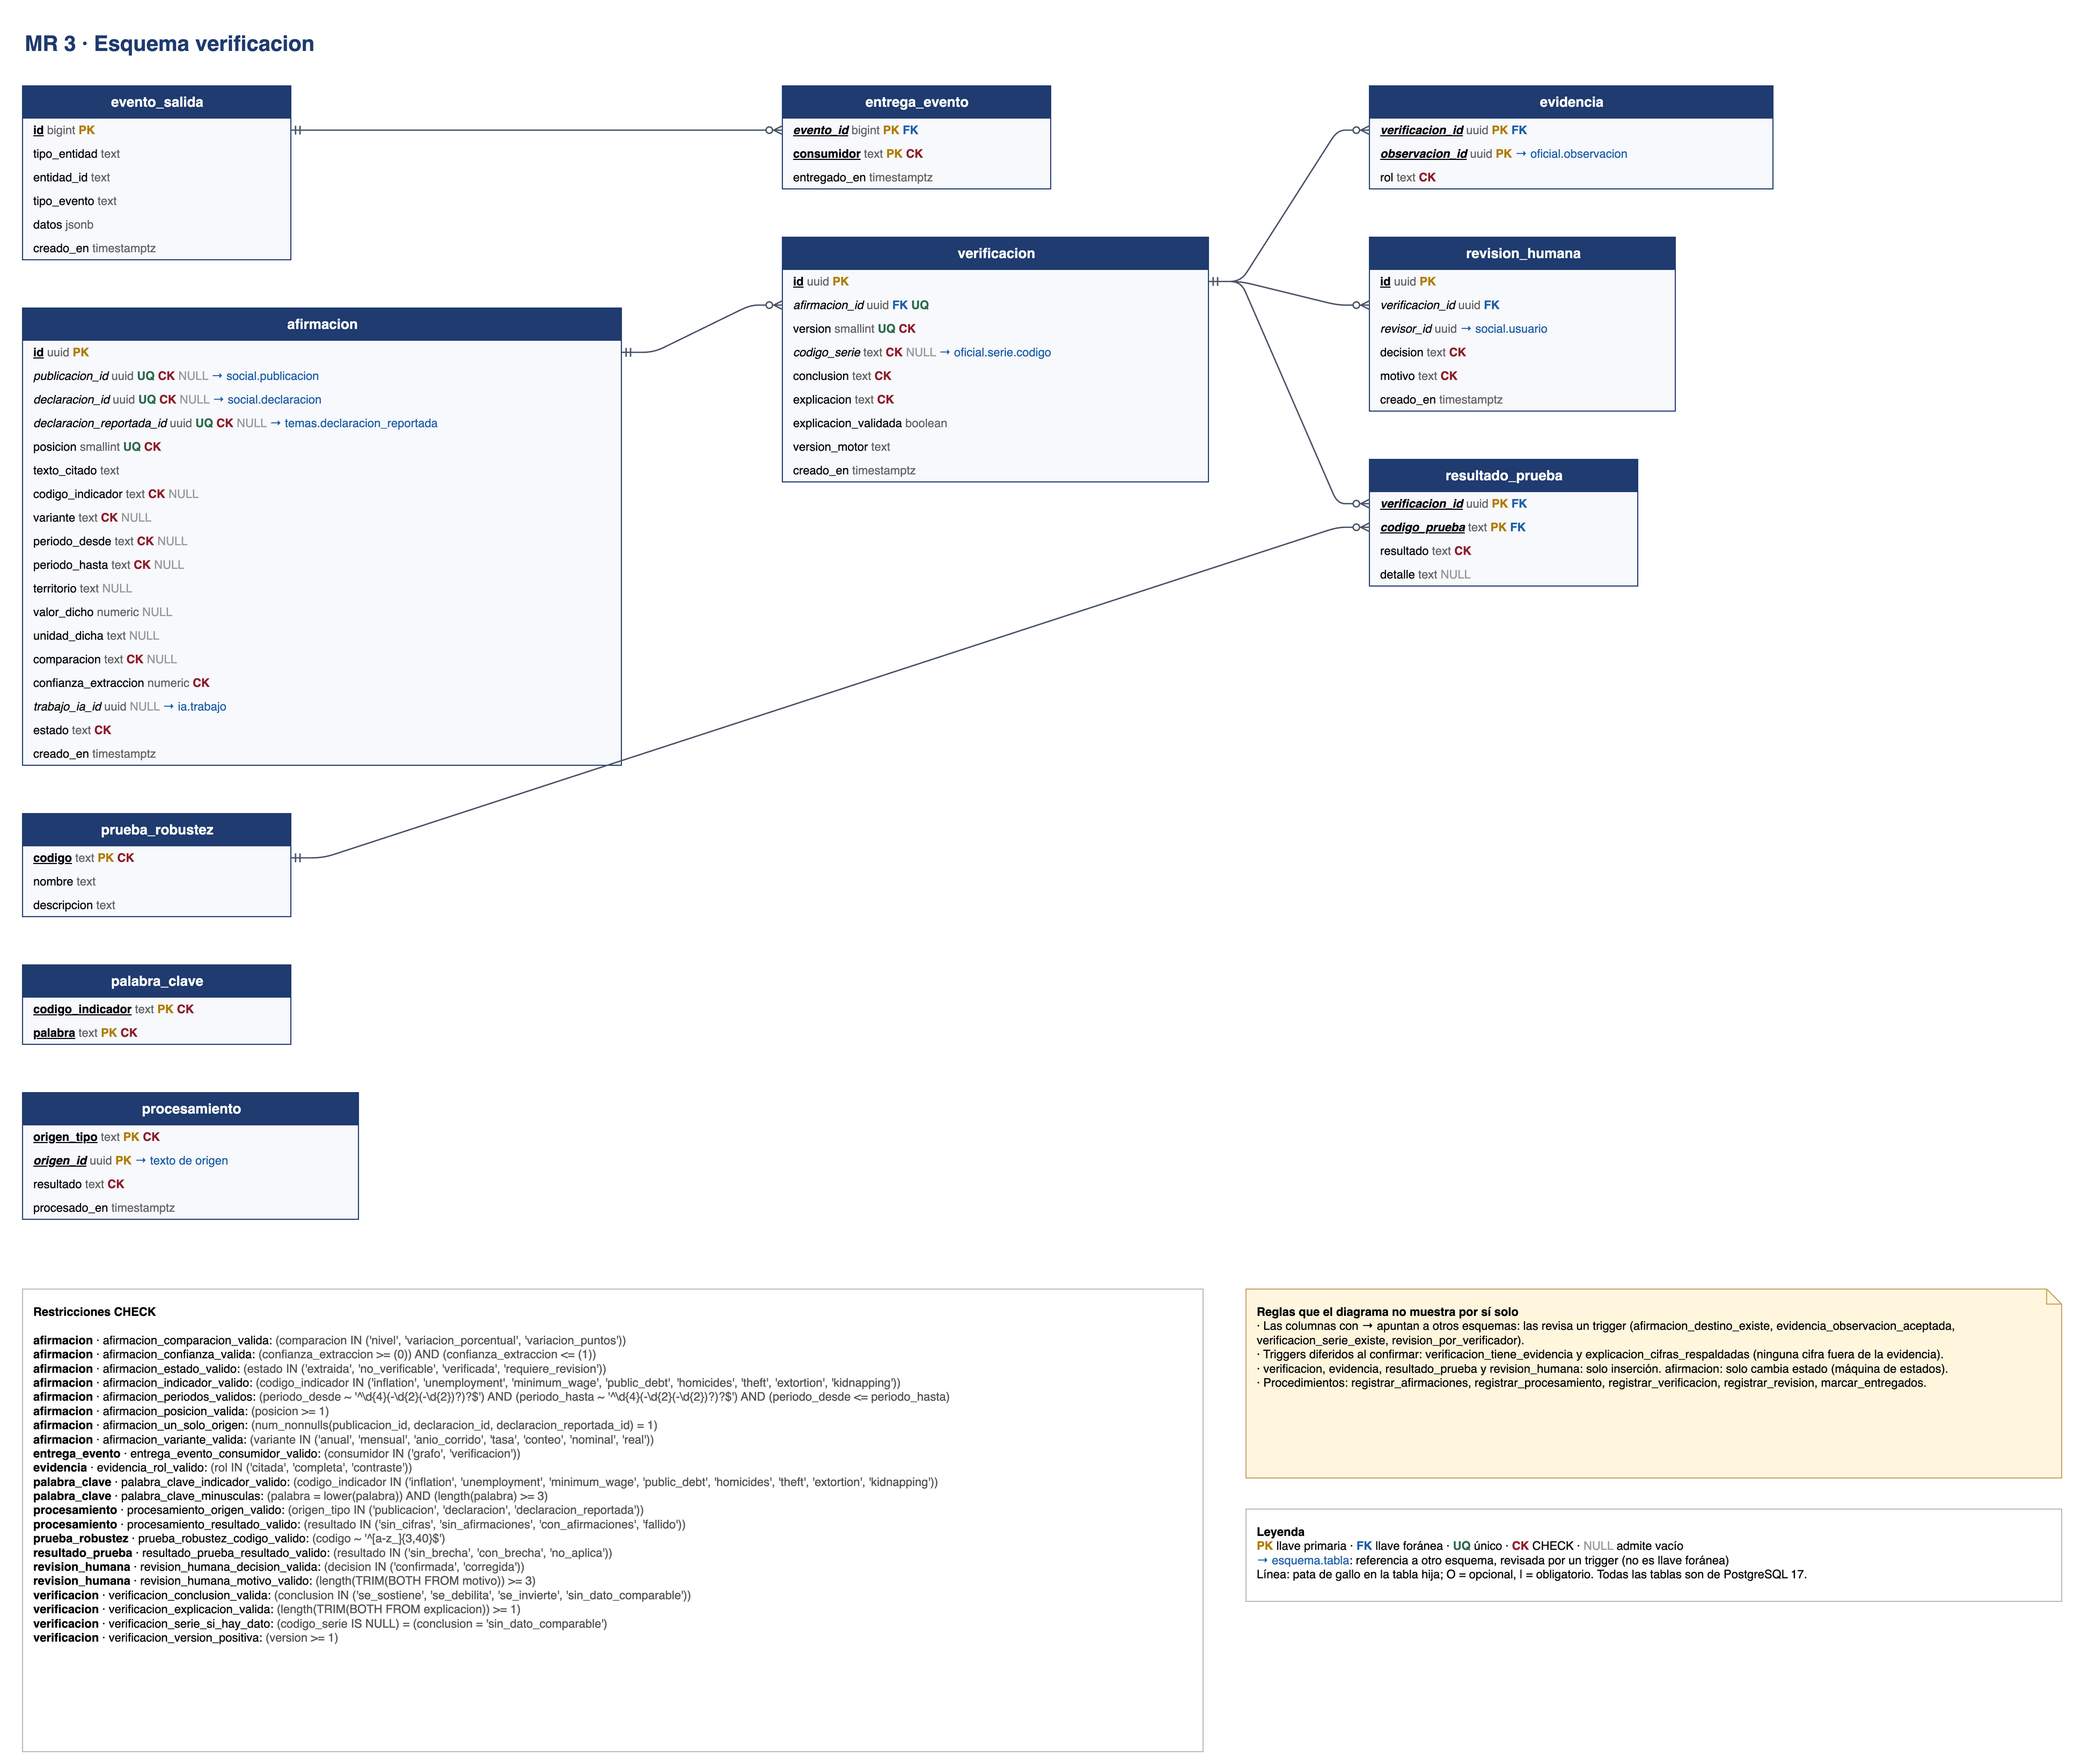 MR 3 · Esquema verificacion
evento_salida
id bigint PK
tipo_entidad text
entidad_id text
tipo_evento text
datos jsonb
creado_en timestamptz
entrega_evento
evento_id bigint PK FK
consumidor text PK CK
entregado_en timestamptz
evidencia
verificacion_id uuid PK FK
observacion_id uuid PK → oficial.observacion
rol text CK
afirmacion
id uuid PK
publicacion_id uuid UQ CK NULL → social.publicacion
declaracion_id uuid UQ CK NULL → social.declaracion
declaracion_reportada_id uuid UQ CK NULL → temas.declaracion_reportada
posicion smallint UQ CK
texto_citado text
codigo_indicador text CK NULL
variante text CK NULL
periodo_desde text CK NULL
periodo_hasta text CK NULL
territorio text NULL
valor_dicho numeric NULL
unidad_dicha text NULL
comparacion text CK NULL
confianza_extraccion numeric CK
trabajo_ia_id uuid NULL → ia.trabajo
estado text CK
creado_en timestamptz
verificacion
id uuid PK
afirmacion_id uuid FK UQ
version smallint UQ CK
codigo_serie text CK NULL → oficial.serie.codigo
conclusion text CK
explicacion text CK
explicacion_validada boolean
version_motor text
creado_en timestamptz
revision_humana
id uuid PK
verificacion_id uuid FK
revisor_id uuid → social.usuario
decision text CK
motivo text CK
creado_en timestamptz
resultado_prueba
verificacion_id uuid PK FK
codigo_prueba text PK FK
resultado text CK
detalle text NULL
prueba_robustez
codigo text PK CK
nombre text
descripcion text
palabra_clave
codigo_indicador text PK CK
palabra text PK CK
procesamiento
origen_tipo text PK CK
origen_id uuid PK → texto de origen
resultado text CK
procesado_en timestamptz
Restricciones CHECK
afirmacion · afirmacion_comparacion_valida: (comparacion IN ('nivel', 'variacion_porcentual', 'variacion_puntos'))
afirmacion · afirmacion_confianza_valida: (confianza_extraccion >= (0)) AND (confianza_extraccion <= (1))
afirmacion · afirmacion_estado_valido: (estado IN ('extraida', 'no_verificable', 'verificada', 'requiere_revision'))
afirmacion · afirmacion_indicador_valido: (codigo_indicador IN ('inflation', 'unemployment', 'minimum_wage', 'public_debt', 'homicides', 'theft', 'extortion', 'kidnapping'))
afirmacion · afirmacion_periodos_validos: (periodo_desde ~ '^\d{4}(-\d{2}(-\d{2})?)?$') AND (periodo_hasta ~ '^\d{4}(-\d{2}(-\d{2})?)?$') AND (periodo_desde <= periodo_hasta)
afirmacion · afirmacion_posicion_valida: (posicion >= 1)
afirmacion · afirmacion_un_solo_origen: (num_nonnulls(publicacion_id, declaracion_id, declaracion_reportada_id) = 1)
afirmacion · afirmacion_variante_valida: (variante IN ('anual', 'mensual', 'anio_corrido', 'tasa', 'conteo', 'nominal', 'real'))
entrega_evento · entrega_evento_consumidor_valido: (consumidor IN ('grafo', 'verificacion'))
evidencia · evidencia_rol_valido: (rol IN ('citada', 'completa', 'contraste'))
palabra_clave · palabra_clave_indicador_valido: (codigo_indicador IN ('inflation', 'unemployment', 'minimum_wage', 'public_debt', 'homicides', 'theft', 'extortion', 'kidnapping'))
palabra_clave · palabra_clave_minusculas: (palabra = lower(palabra)) AND (length(palabra) >= 3)
procesamiento · procesamiento_origen_valido: (origen_tipo IN ('publicacion', 'declaracion', 'declaracion_reportada'))
procesamiento · procesamiento_resultado_valido: (resultado IN ('sin_cifras', 'sin_afirmaciones', 'con_afirmaciones', 'fallido'))
prueba_robustez · prueba_robustez_codigo_valido: (codigo ~ '^[a-z_]{3,40}$')
resultado_prueba · resultado_prueba_resultado_valido: (resultado IN ('sin_brecha', 'con_brecha', 'no_aplica'))
revision_humana · revision_humana_decision_valida: (decision IN ('confirmada', 'corregida'))
revision_humana · revision_humana_motivo_valido: (length(TRIM(BOTH FROM motivo)) >= 3)
verificacion · verificacion_conclusion_valida: (conclusion IN ('se_sostiene', 'se_debilita', 'se_invierte', 'sin_dato_comparable'))
verificacion · verificacion_explicacion_valida: (length(TRIM(BOTH FROM explicacion)) >= 1)
verificacion · verificacion_serie_si_hay_dato: (codigo_serie IS NULL) = (conclusion = 'sin_dato_comparable')
verificacion · verificacion_version_positiva: (version >= 1)
Reglas que el diagrama no muestra por sí solo
· Las columnas con → apuntan a otros esquemas: las revisa un trigger (afirmacion_destino_existe, evidencia_observacion_aceptada,
verificacion_serie_existe, revision_por_verificador).
· Triggers diferidos al confirmar: verificacion_tiene_evidencia y explicacion_cifras_respaldadas (ninguna cifra fuera de la evidencia).
· verificacion, evidencia, resultado_prueba y revision_humana: solo inserción. afirmacion: solo cambia estado (máquina de estados).
· Procedimientos: registrar_afirmaciones, registrar_procesamiento, registrar_verificacion, registrar_revision, marcar_entregados.
Leyenda
PK llave primaria · FK llave foránea · UQ único · CK CHECK · NULL admite vacío
→ esquema.tabla: referencia a otro esquema, revisada por un trigger (no es llave foránea)
Línea: pata de gallo en la tabla hija; O = opcional, | = obligatorio. Todas las tablas son de PostgreSQL 17.